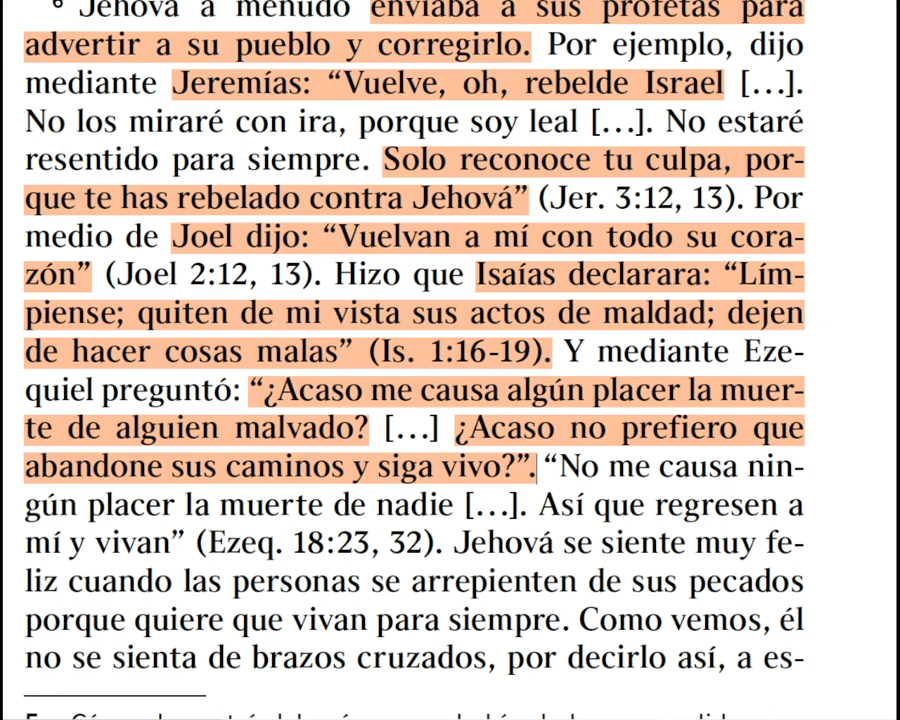 6 Jehová a menudo enviaba a sus profetas para
advertir a su pueblo y corregirlo. Por ejemplo, dijo
mediante Jeremías: “Vuelve, oh, rebelde Israel [...].
No los miraré con ira, porque soy leal [...]. No estaré
resentido para siempre. Solo reconoce tu culpa, por-
que te has rebelado contra Jehová” (Jer. 3:12, 13). Por
medio de Joel dijo: “Vuelvan a mí con todo su cora-
zón” (Joel 2:12, 13). Hizo que Isaías declarara: “Lím-
piense; quiten de mi vista sus actos de maldad; dejen
de hacer cosas malas” (Is. 1:16-19). Y mediante Eze-
quiel preguntó: “¿Acaso me causa algún placer la muer-
te de alguien malvado? [...] ¿Acaso no prefiero que
abandone sus caminos y siga vivo?”. “No me causa nin-
gún placer la muerte de nadie [...]. Así que regresen a
mí y vivan” (Ezeq. 18:23, 32). Jehová se siente muy fe-
liz cuando las personas se arrepienten de sus pecados
porque quiere que vivan para siempre. Como vemos, él
no se sienta de brazos cruzados, por decirlo así, a es-